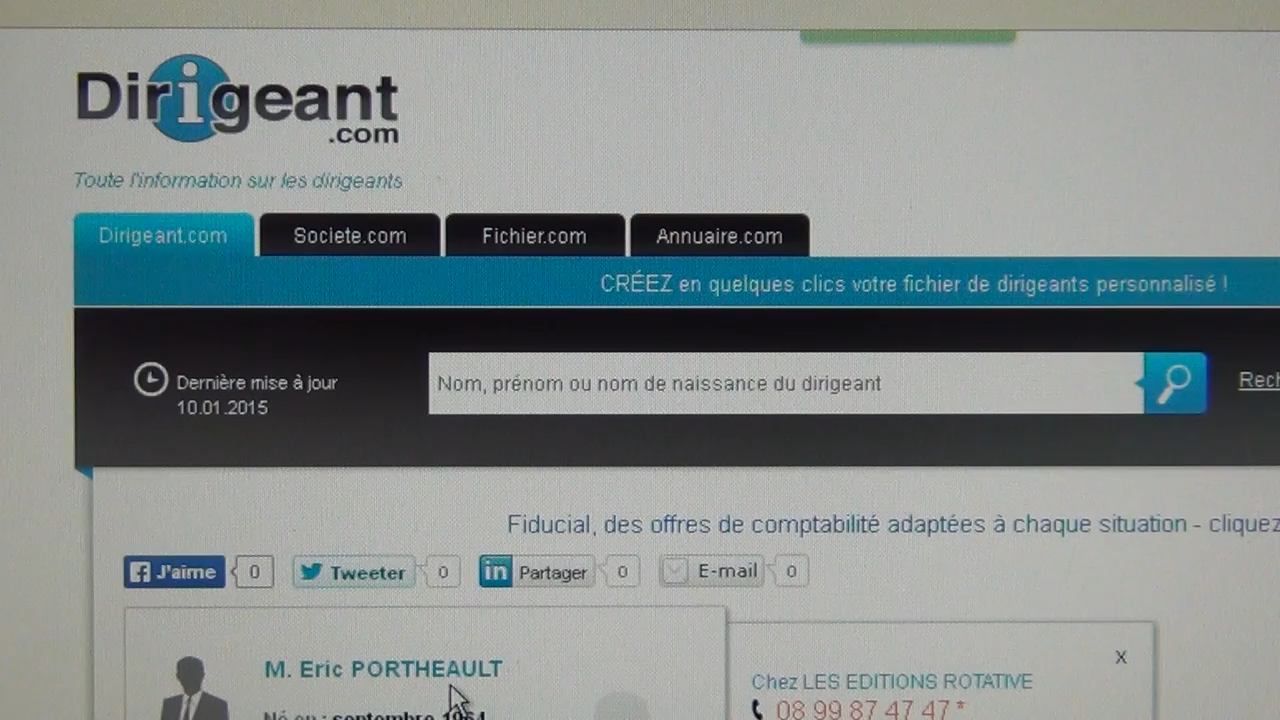 Dirigeant
.com
Toute l'information sur les dirigeants
Dirigeant.com Societe.com Fichier.com Annuaire.com
CRÉEZ en quelques clics votre fichier de dirigeants personnalisé !
Dernière mise à jour
10.01.2015
Nom, prénom ou nom de naissance du dirigeant
Fiducial, des offres de comptabilité adaptées à chaque situation - cliquez
J'aime 0 Tweeter 0 Partager 0 E-mail 0
M. Eric PORTHEAULT
Né en : septembre
X
Chez LES EDITIONS ROTATIVE
08 99 87 47 47 *